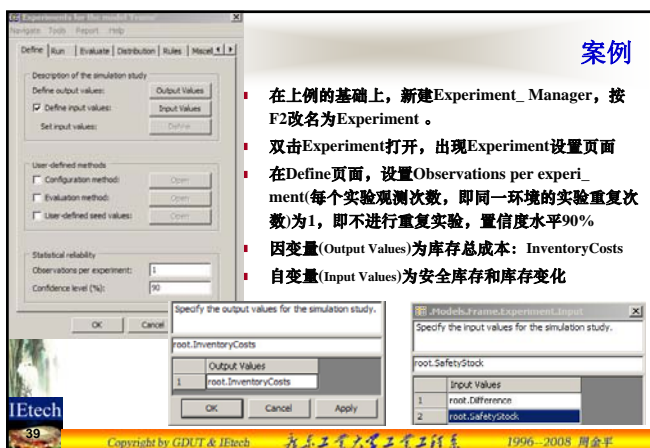 Experiments for the model 'Frame'
Navigate Tools Report Help
Define Run Evaluate Distribution Rules Miscel
Description of the simulation study
Define output values: Output Values
Define input values: Input Values
Set input values: Define
User-defined methods
Configuration method: Open
Evaluation method: Open
User-defined seed values: Open
Statistical reliability
Observations per experiment: 1
Confidence level (%): 90
OK Cancel
案例
在上例的基础上，新建Experiment_ Manager，按
F2改名为Experiment 。
双击Experiment打开，出现Experiment设置页面
在Define页面，设置Observations per experi_
ment(每个实验观测次数，即同一环境的实验重复次
数)为1，即不进行重复实验，置信度水平90%
因变量(Output Values)为库存总成本：InventoryCosts
自变量(Input Values)为安全库存和库存变化
Specify the output values for the simulation study.
root.InventoryCosts
Output Values
1 root.InventoryCosts
OK Cancel Apply
.Models.Frame.Experiment.Input
Specify the input values for the simulation study.
root.SafetyStock
Input Values
1 root.Difference
2 root.SafetyStock
IEtech
39
Copyright by GDUT & IEtech 广东工业大学工业工程系 1996--2008 周金平